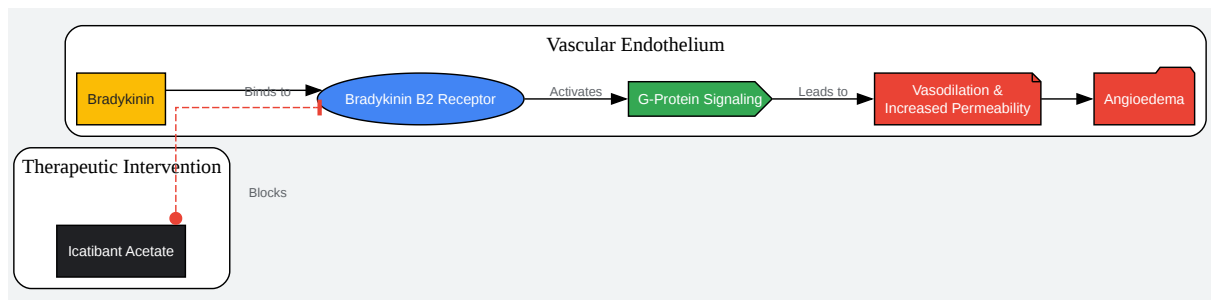 Vascular Endothelium
Bradykinin
Binds to
Bradykinin B2 Receptor
Activates
G-Protein Signaling
Leads to
Vasodilation &
Increased Permeability
Angioedema
Therapeutic Intervention
Blocks
Icatibant Acetate